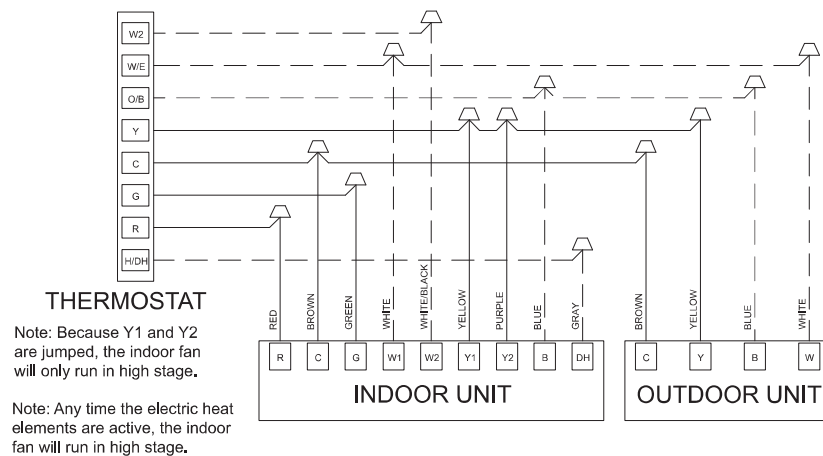 W2
W/E
O/B
Y
C
G
R
H/DH
THERMOSTAT
Note: Because Y1 and Y2
are jumped, the indoor fan
will only run in high stage.
Note: Any time the electric heat
elements are active, the indoor
fan will run in high stage.
RED
BROWN
GREEN
WHITE
WHITE/BLACK
YELLOW
PURPLE
BLUE
GRAY
R
C
G
W1
W2
Y1
Y2
B
DH
INDOOR UNIT
BROWN
YELLOW
BLUE
WHITE
C
Y
B
W
OUTDOOR UNIT